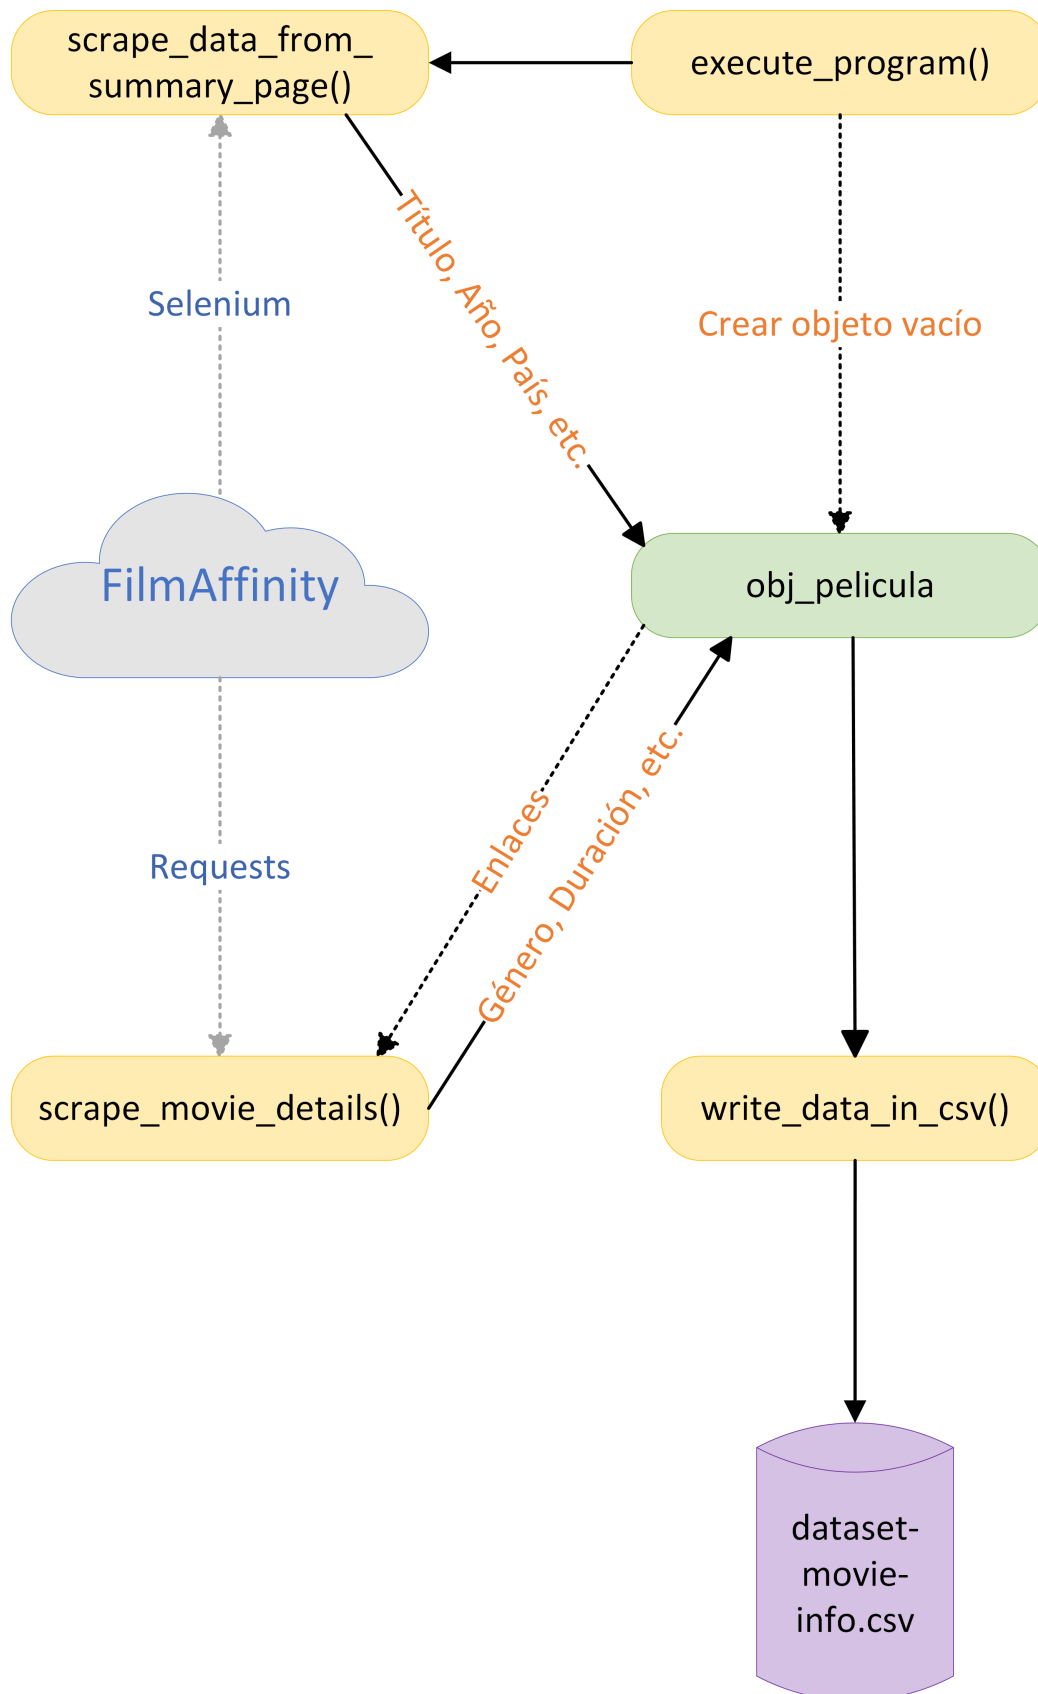 scrape_data_from_
summary_page()
execute_program()
Título, Año, País, etc.
Selenium
Crear objeto vacío
FilmAffinity
obj_pelicula
Enlaces
Género, Duración, etc.
Requests
scrape_movie_details()
write_data_in_csv()
dataset-
movie-
info.csv